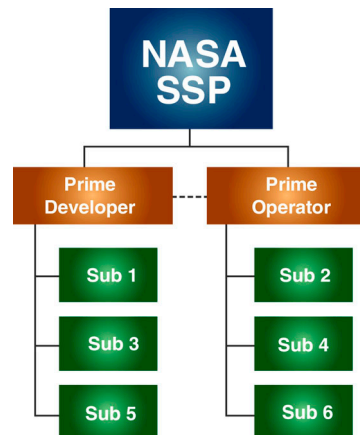 NASA
SSP
Prime
Developer
Prime
Operator
Sub 1
Sub 2
Sub 3
Sub 4
Sub 5
Sub 6